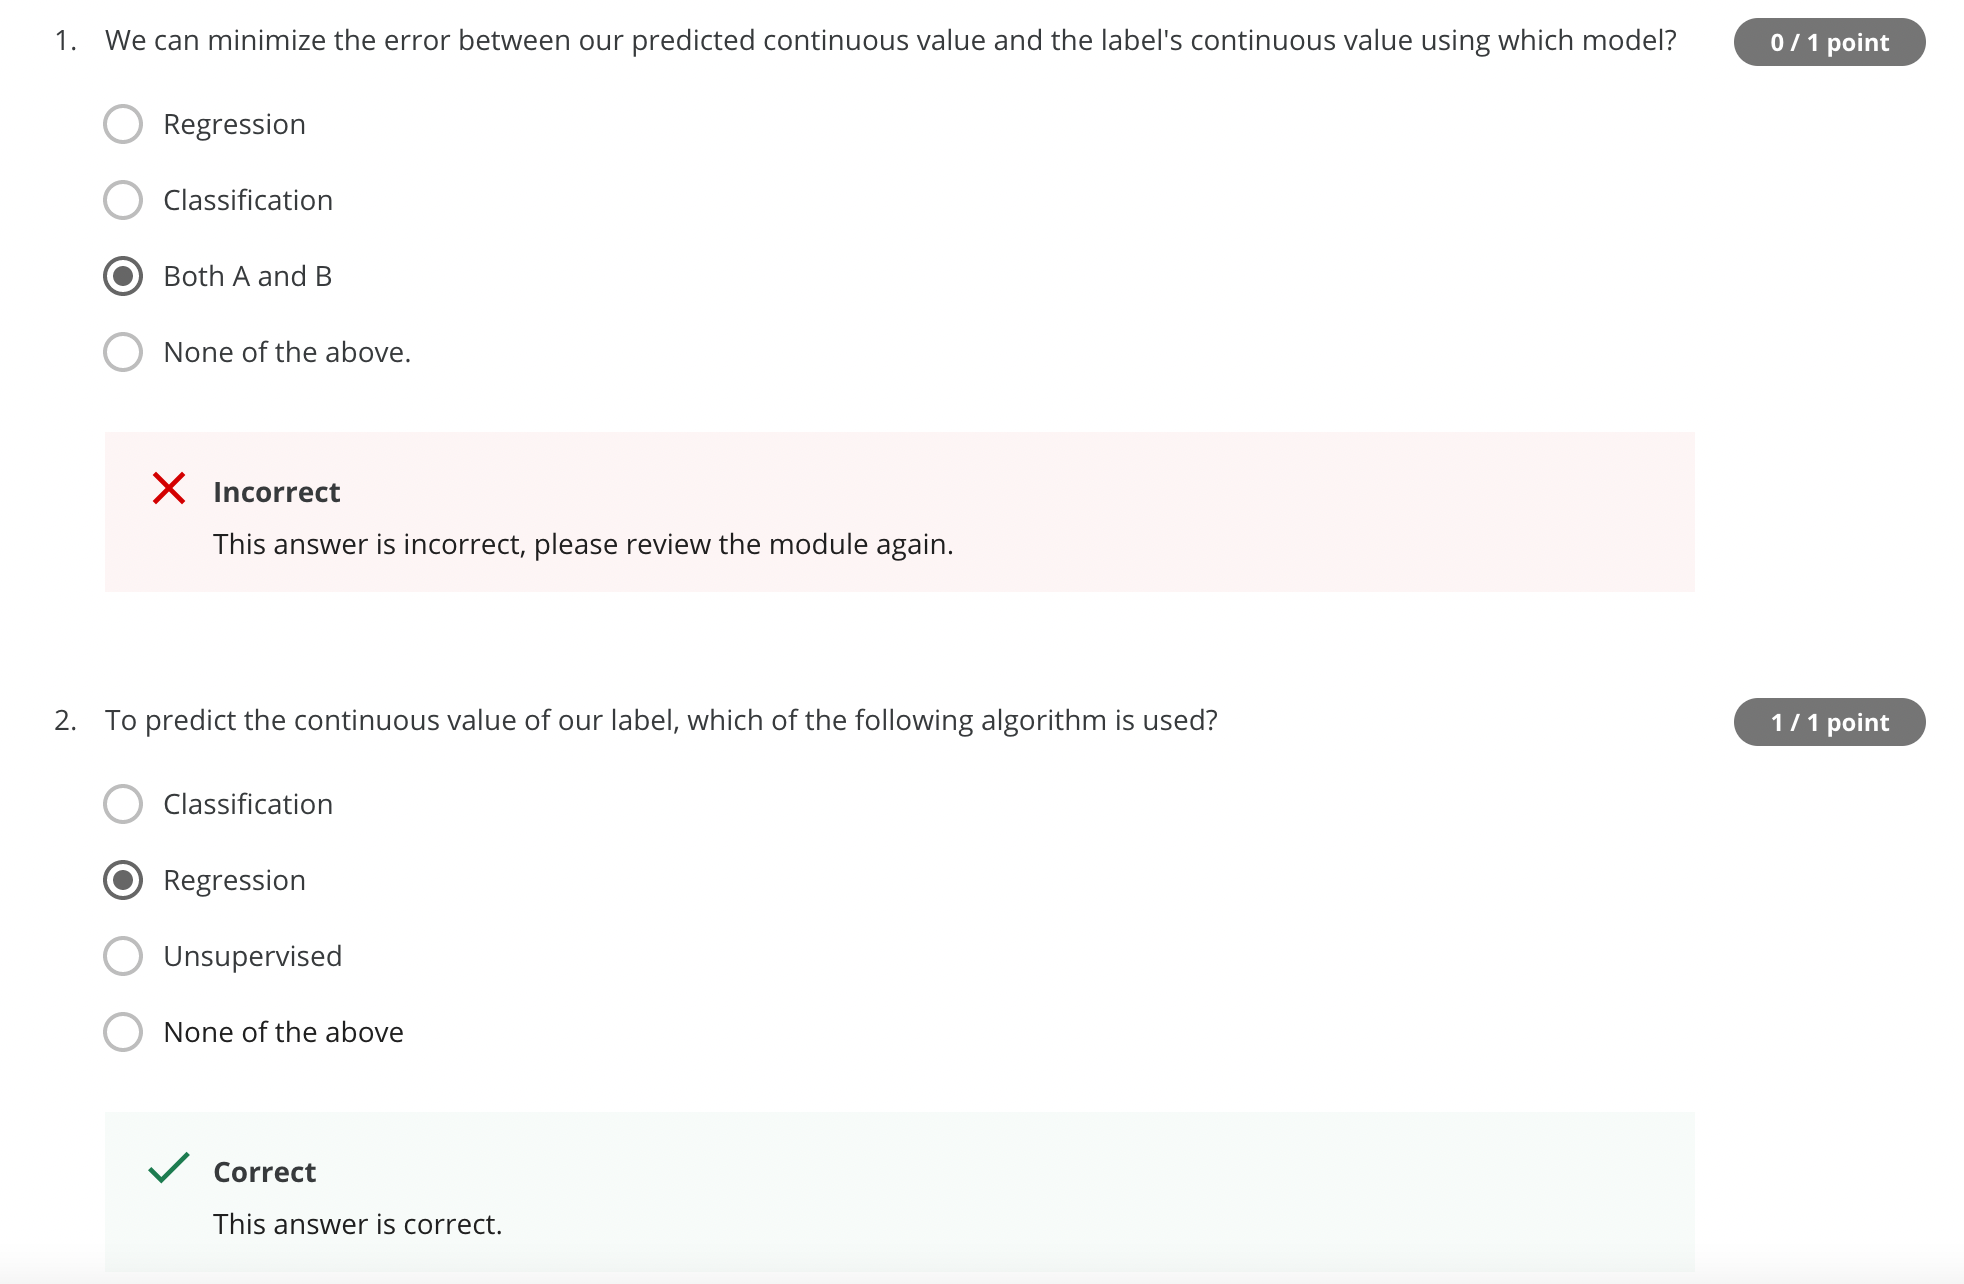 1. We can minimize the error between our predicted continuous value and the label's continuous value using which model?
0 / 1 point
Regression
Classification
Both A and B
None of the above.
Incorrect
This answer is incorrect, please review the module again.
2. To predict the continuous value of our label, which of the following algorithm is used?
1 / 1 point
Classification
Regression
Unsupervised
None of the above
Correct
This answer is correct.